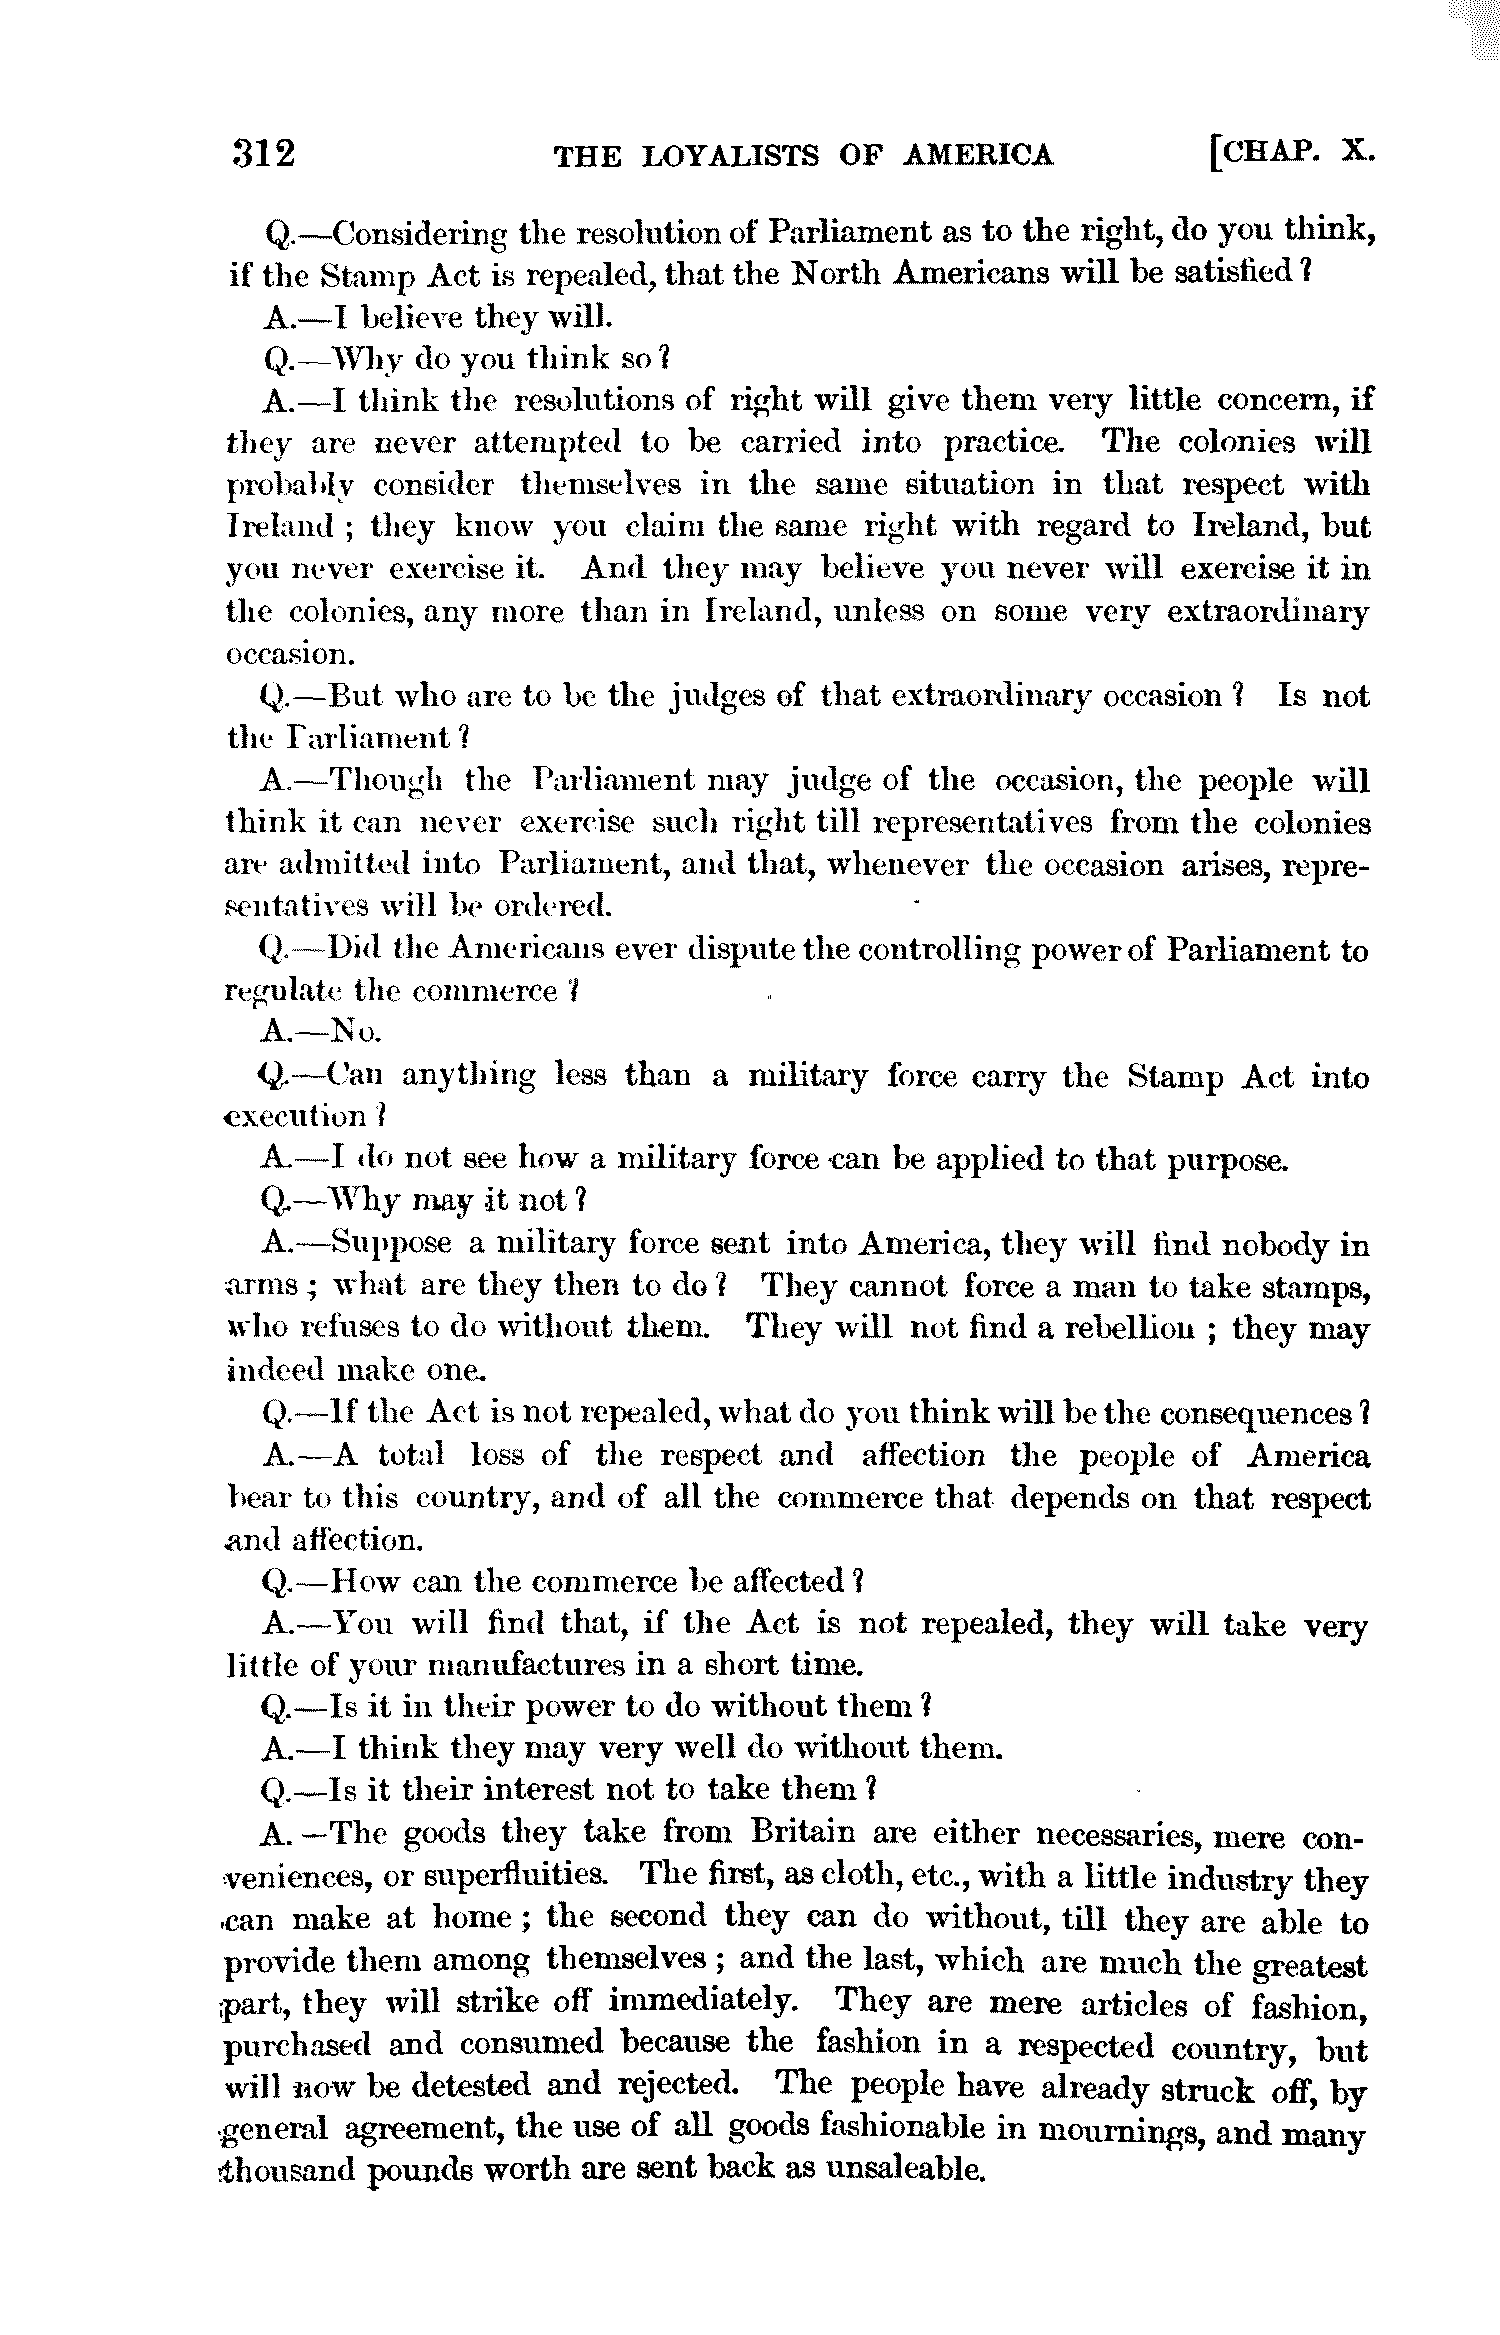 312 THE LOYALISTS OF AMERICA [CHAP. X.
Q.—Considering the resolution of Parliament as to the right, do you think,
if the Stamp Act is repealed, that the North Americans will be satisfied?
A.—I believe they will.
Q.—Why do you think so?
A.—I think the resolutions of right will give them very little concern, if
they are never attempted to be carried into practice. The colonies will
probably consider themselves in the same situation in that respect with
Ireland; they know you claim the same right with regard to Ireland, but
you never exercise it. And they may believe you never will exercise it in
the colonies, any more than in Ireland, unless on some very extraordinary
occasion.
Q.—But who are to be the judges of that extraordinary occasion? Is not
the Parliament?
A.—Though the Parliament may judge of the occasion, the people will
think it can never exercise such right till representatives from the colonies
are admitted into Parliament, and that, whenever the occasion arises, repre-
sentatives will be ordered.
Q.—Did the Americans ever dispute the controlling power of Parliament to
regulate the commerce?
A.—No.
Q.—Can anything less than a military force carry the Stamp Act into
execution?
A.—I do not see how a military force can be applied to that purpose.
Q.—Why may it not?
A.—Suppose a military force sent into America, they will find nobody in
arms; what are they then to do? They cannot force a man to take stamps,
who refuses to do without them. They will not find a rebellion; they may
indeed make one.
Q.—If the Act is not repealed, what do you think will be the consequences?
A.—A total loss of the respect and affection the people of America
bear to this country, and of all the commerce that depends on that respect
and affection.
Q.—How can the commerce be affected?
A.—You will find that, if the Act is not repealed, they will take very
little of your manufactures in a short time.
Q.—Is it in their power to do without them?
A.—I think they may very well do without them.
Q.—Is it their interest not to take them?
A.—The goods they take from Britain are either necessaries, mere con-
veniences, or superfluities. The first, as cloth, etc., with a little industry they
can make at home; the second they can do without, till they are able to
provide them among themselves; and the last, which are much the greatest
part, they will strike off immediately. They are mere articles of fashion,
purchased and consumed because the fashion in a respected country, but
will now be detested and rejected. The people have already struck off, by
general agreement, the use of all goods fashionable in mournings, and many
thousand pounds worth are sent back as unsaleable.